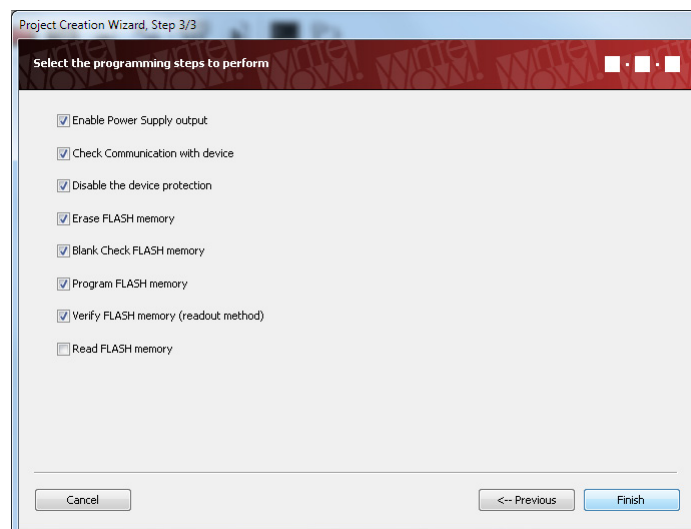 Project Creation Wizard, Step 3/3
Select the programming steps to perform
Write NOW!
Enable Power Supply output
Check Communication with device
Disable the device protection
Erase FLASH memory
Blank Check FLASH memory
Program FLASH memory
Verify FLASH memory (readout method)
Read FLASH memory
Cancel
<-- Previous
Finish